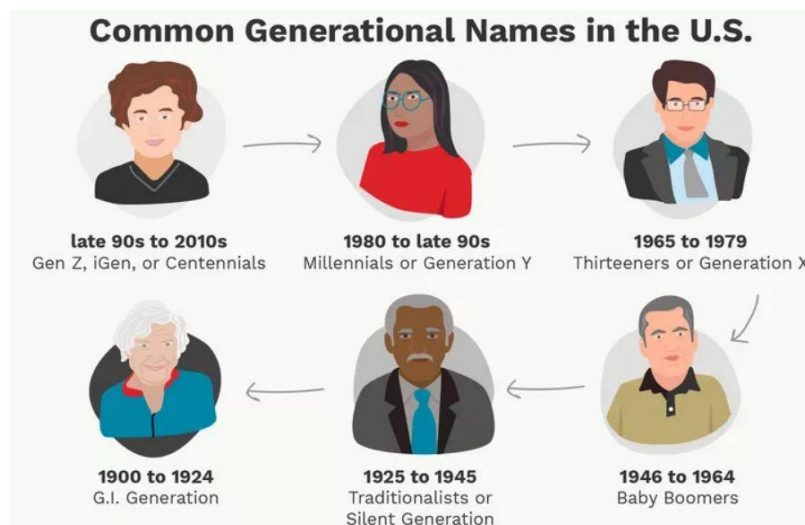 Common Generational Names in the U.S.
late 90s to 2010s
Gen Z, iGen, or Centennials
1980 to late 90s
Millennials or Generation Y
1965 to 1979
Thirteeners or Generation X
1900 to 1924
G.I. Generation
1925 to 1945
Traditionalists or
Silent Generation
1946 to 1964
Baby Boomers